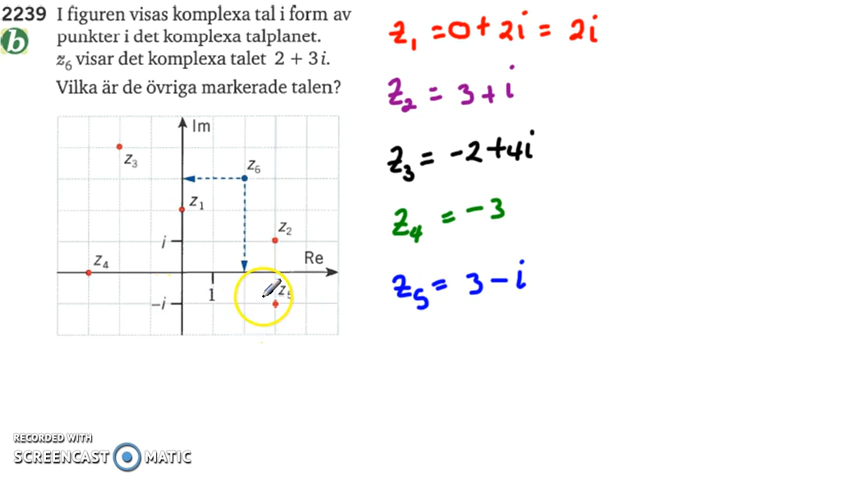 2239 I figuren visas komplexa tal i form av
b punkter i det komplexa talplanet.
z₆ visar det komplexa talet 2 + 3i.
Vilka är de övriga markerade talen?
Im
z₃
z₆
z₁
z₂
i
z₄
Re
1
z₅
−i
z₁ = 0 + 2i = 2i
z₂ = 3 + i
z₃ = -2 + 4i
z₄ = -3
z₅ = 3 - i
RECORDED WITH
SCREENCAST MATIC